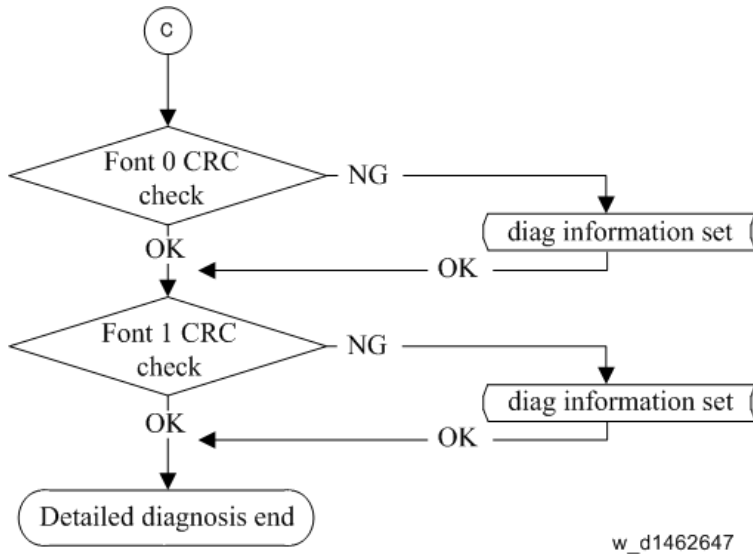 C
Font 0 CRC
check
NG
diag information set
OK
OK
Font 1 CRC
check
NG
diag information set
OK
OK
Detailed diagnosis end
w_d1462647